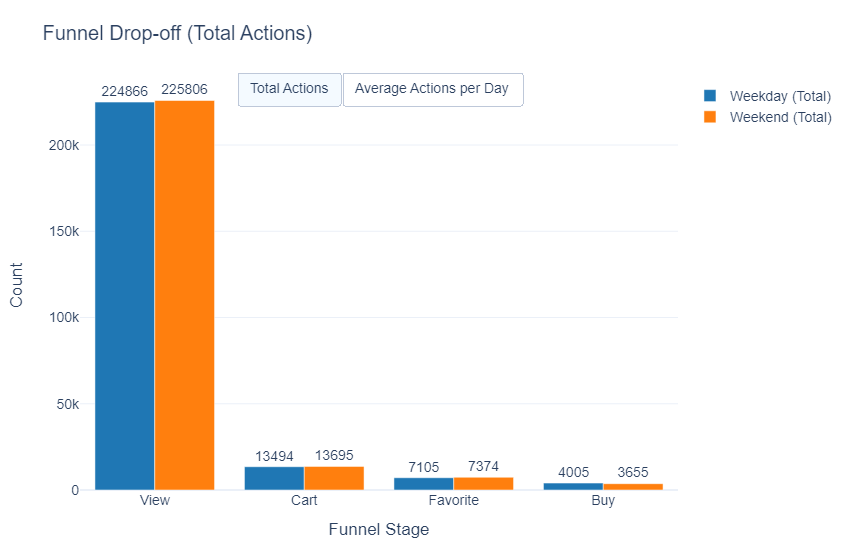 Funnel Drop-off (Total Actions)
Total Actions
Average Actions per Day
Weekday (Total)
Weekend (Total)
224866
225806
13494
13695
7105
7374
4005
3655
200k
150k
100k
50k
0
Count
View
Cart
Favorite
Buy
Funnel Stage